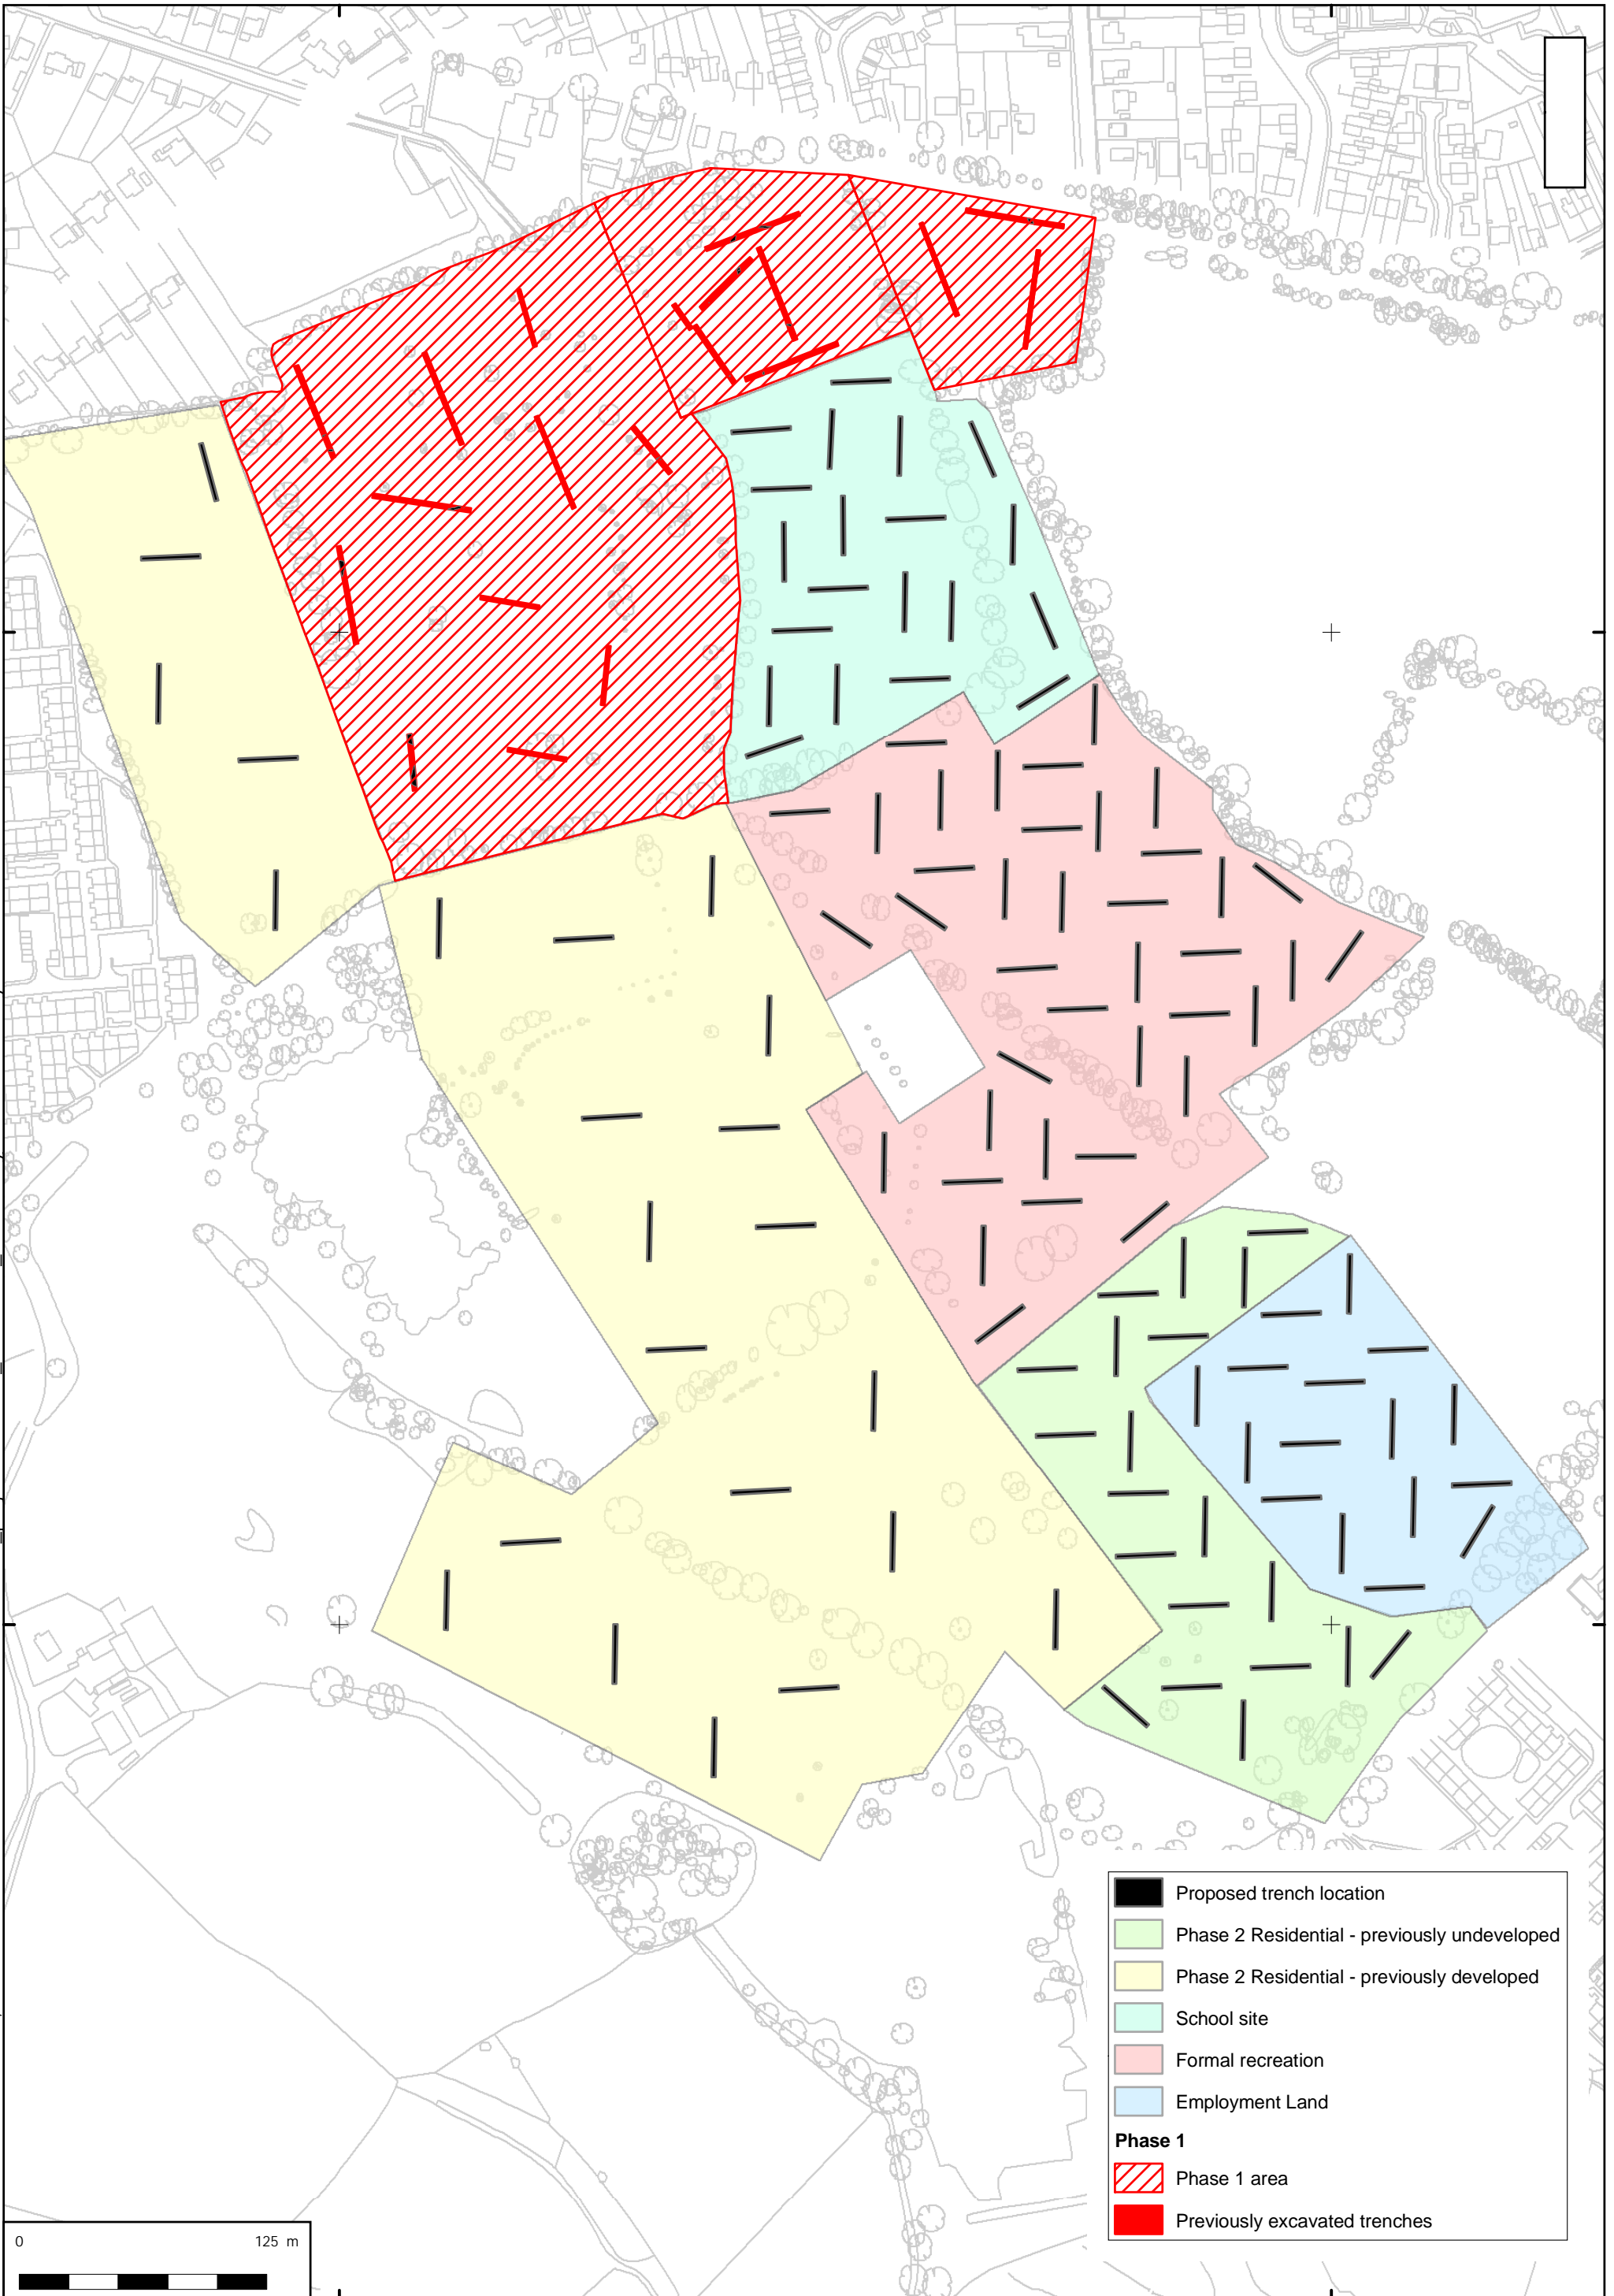 Proposed trench location
Phase 2 Residential - previously undeveloped
Phase 2 Residential - previously developed
School site
Formal recreation
Employment Land
Phase 1
Phase 1 area
Previously excavated trenches
0 125 m